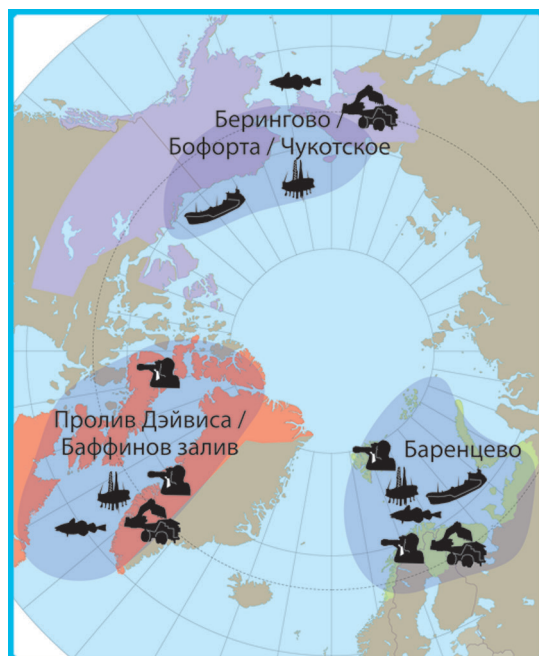 Берингово /
Бофорта / Чукотское
Пролив Дэйвиса /
Баффинов залив
Баренцево